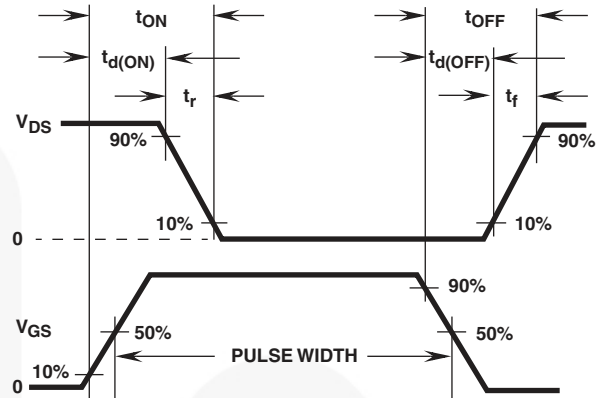 tON tOFF
td(ON) td(OFF)
tr tf
VDS
90% 90%
10% 10%
0
90%
VGS
50% PULSE WIDTH 50%
10%
0